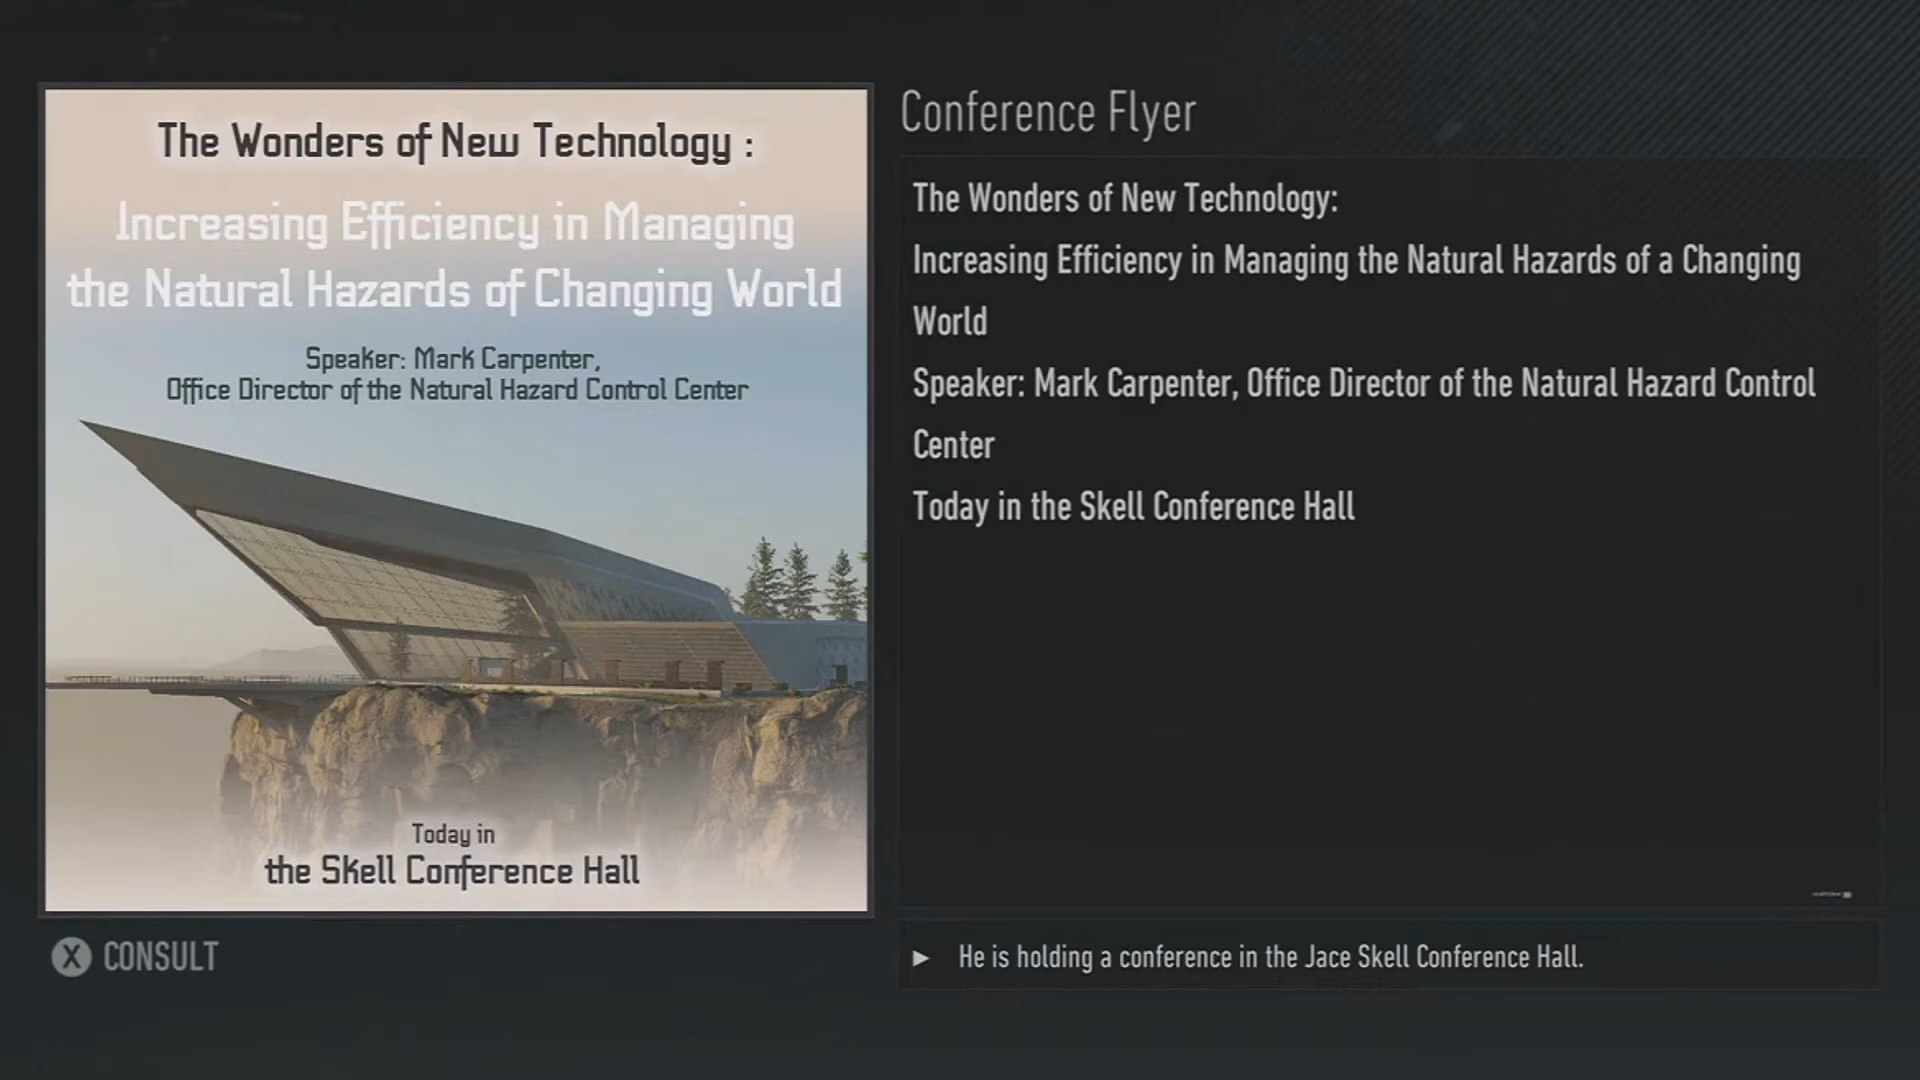 The Wonders of New Technology :
Increasing Efficiency in Managing
the Natural Hazards of Changing World
Speaker: Mark Carpenter,
Office Director of the Natural Hazard Control Center
Today in
the Skell Conference Hall
X CONSULT
Conference Flyer
The Wonders of New Technology:
Increasing Efficiency in Managing the Natural Hazards of a Changing
World
Speaker: Mark Carpenter, Office Director of the Natural Hazard Control
Center
Today in the Skell Conference Hall
He is holding a conference in the Jace Skell Conference Hall.